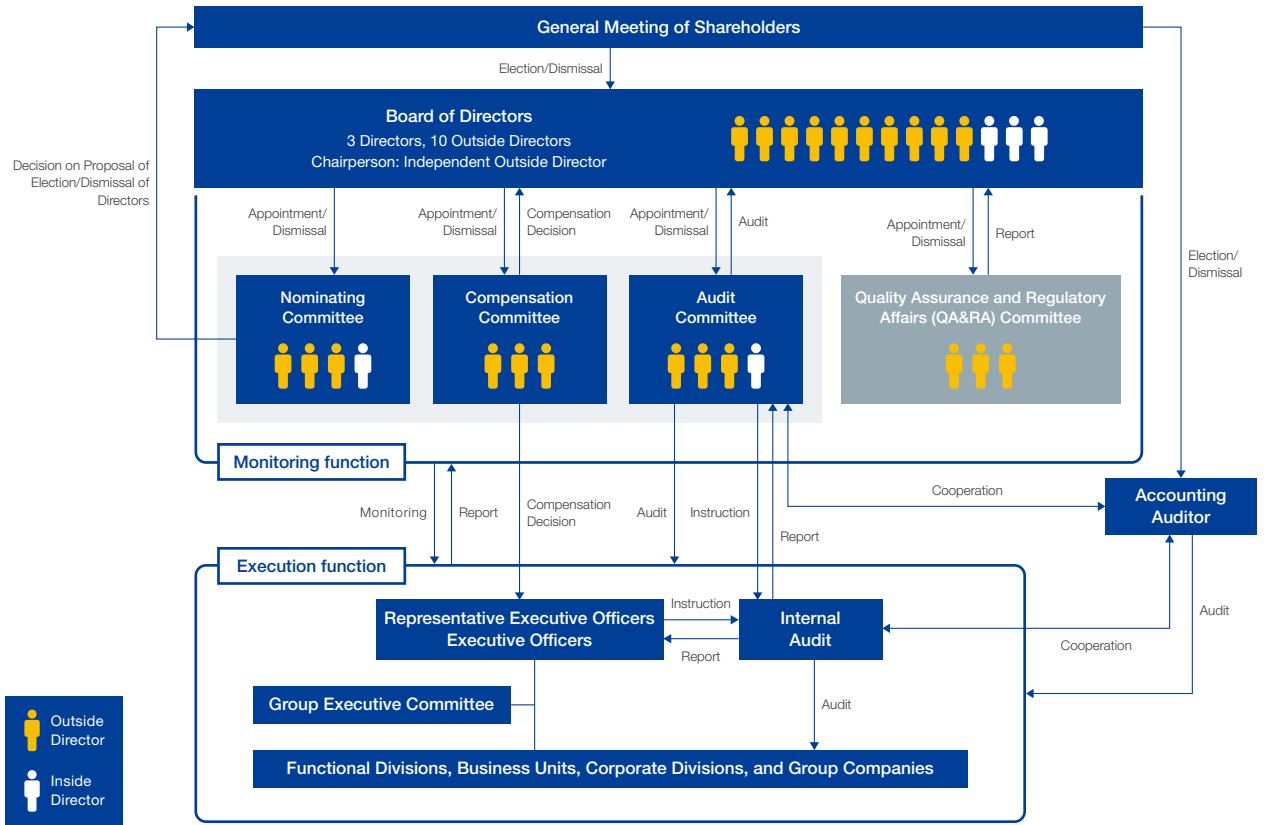 General Meeting of Shareholders
Election/Dismissal
Board of Directors
3 Directors, 10 Outside Directors
Chairperson: Independent Outside Director
Decision on Proposal of
Election/Dismissal of
Directors
Appointment/
Dismissal
Appointment/
Dismissal
Compensation
Decision
Appointment/
Dismissal
Audit
Appointment/
Dismissal
Report
Election/
Dismissal
Nominating
Committee
Compensation
Committee
Audit
Committee
Quality Assurance and Regulatory
Affairs (QA&RA) Committee
Monitoring function
Monitoring
Report
Compensation
Decision
Audit
Instruction
Report
Cooperation
Accounting
Auditor
Execution function
Representative Executive Officers
Executive Officers
Instruction
Report
Internal
Audit
Cooperation
Audit
Group Executive Committee
Audit
Functional Divisions, Business Units, Corporate Divisions, and Group Companies
Outside
Director
Inside
Director